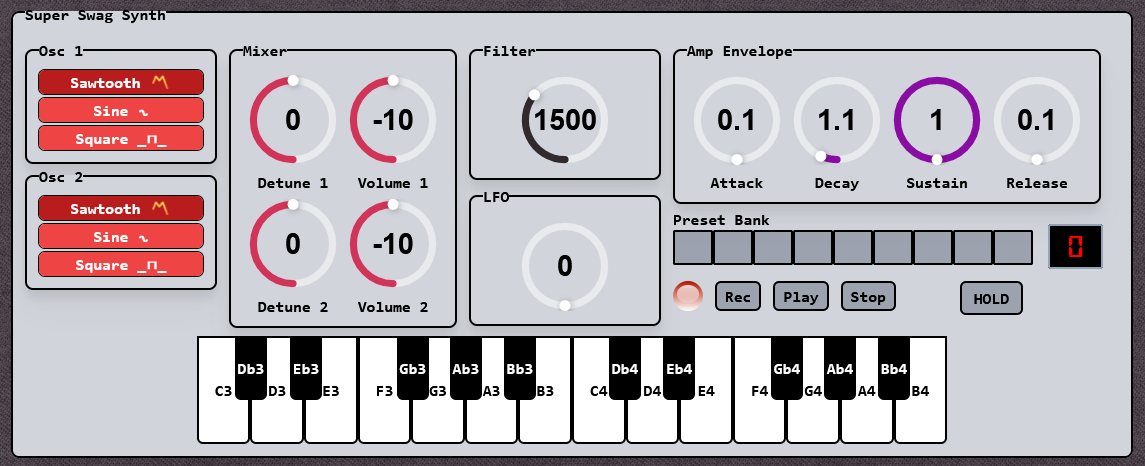 Super Swag Synth
Osc 1
Sawtooth
Sine ∿
Square _⊓_
Osc 2
Sawtooth
Sine ∿
Square _⊓_
Mixer
0 -10
Detune 1 Volume 1
0 -10
Detune 2 Volume 2
Filter
1500
LFO
0
Amp Envelope
0.1 1.1 1 0.1
Attack Decay Sustain Release
Preset Bank
0
Rec Play Stop HOLD
Db3 Eb3 Gb3 Ab3 Bb3 Db4 Eb4 Gb4 Ab4 Bb4
C3 D3 E3 F3 G3 A3 B3 C4 D4 E4 F4 G4 A4 B4